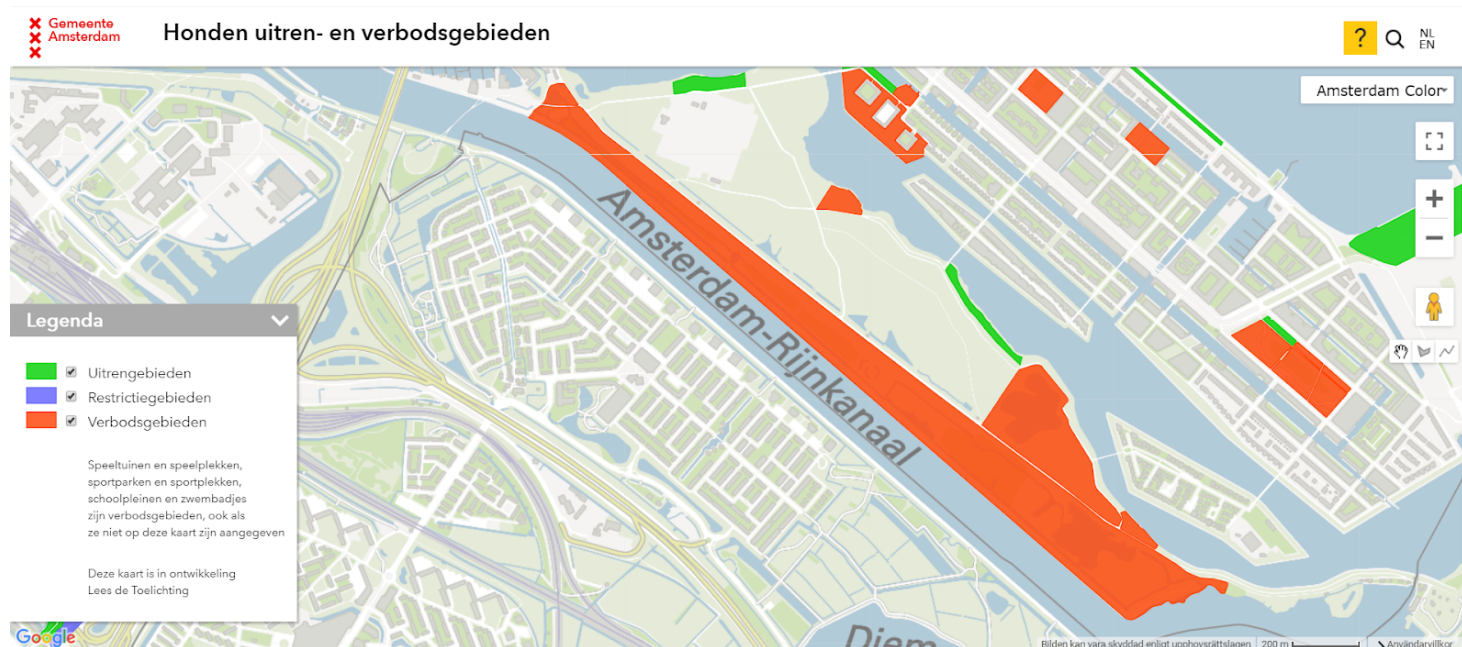 Gemeente
Amsterdam
Honden uitren- en verbodsgebieden
?
NL
EN
Amsterdam Color
Amsterdam-Rijnkanaal
Legenda
Uitrengebieden
Restrictiegebieden
Verbodsgebieden
Speeltuinen en speelplekken,
sportparken en sportplekken,
schoolpleinen en zwembadjes
zijn verbodsgebieden, ook als
ze niet op deze kaart zijn aangegeven
Deze kaart is in ontwikkeling
Lees de Toelichting
Google
Diem
Bilden kan vara skyddad enligt upphovsrättslagen
200 m
Användarvillkor